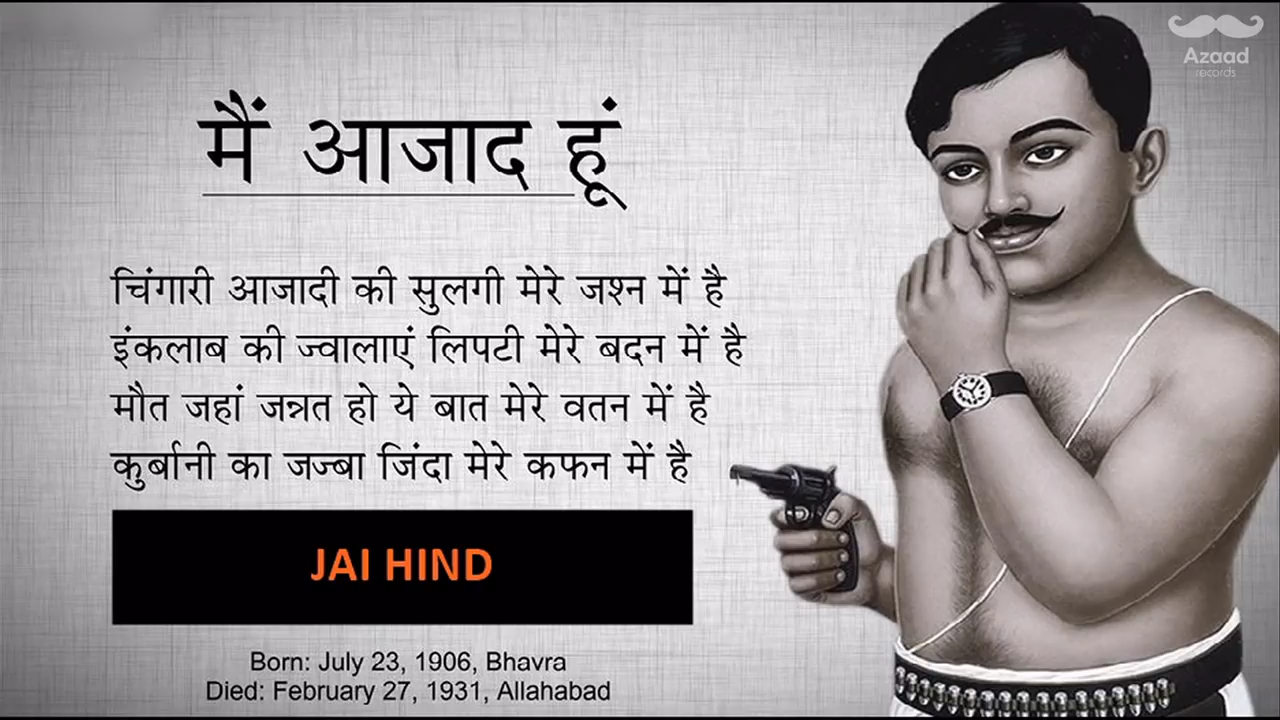 Azaad
records
मैं आजाद हूं
चिंगारी आजादी की सुलगी मेरे जश्न में है
इंकलाब की ज्वालाएं लिपटी मेरे बदन में है
मौत जहां जन्नत हो ये बात मेरे वतन में है
कुर्बानी का जज्बा जिंदा मेरे कफन में है
JAI HIND
Born: July 23, 1906, Bhavra
Died: February 27, 1931, Allahabad